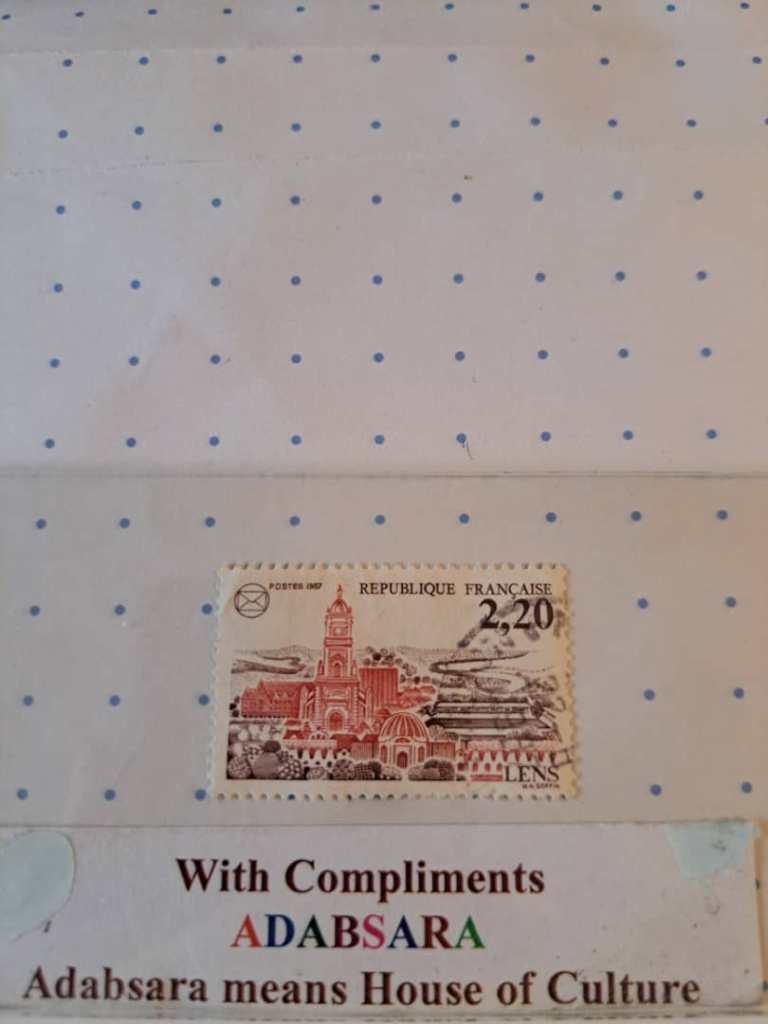 POSTES 1987 REPUBLIQUE FRANÇAISE
2,20
LENS
With Compliments
ADABSARA
Adabsara means House of Culture